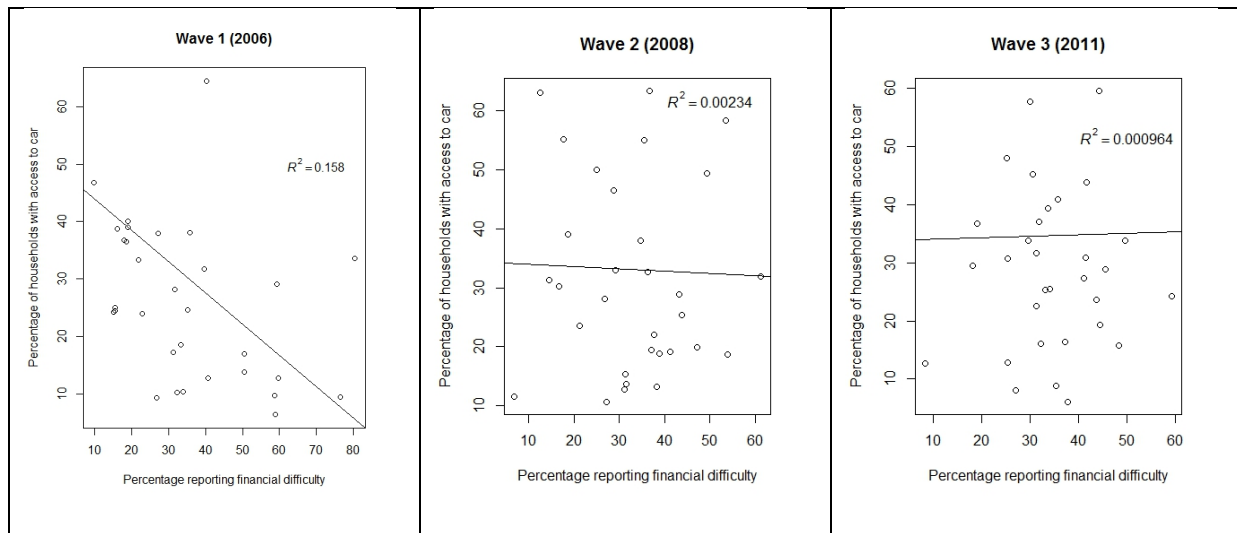 Wave 1 (2006)
Percentage of households with access to car
60
50
40
30
20
10
R² = 0.158
10 20 30 40 50 60 70 80
Percentage reporting financial difficulty
Wave 2 (2008)
Percentage of households with access to car
60
50
40
30
20
10
R² = 0.00234
10 20 30 40 50 60
Percentage reporting financial difficulty
Wave 3 (2011)
Percentage of households with access to car
60
50
40
30
20
10
R² = 0.000964
10 20 30 40 50 60
Percentage reporting financial difficulty